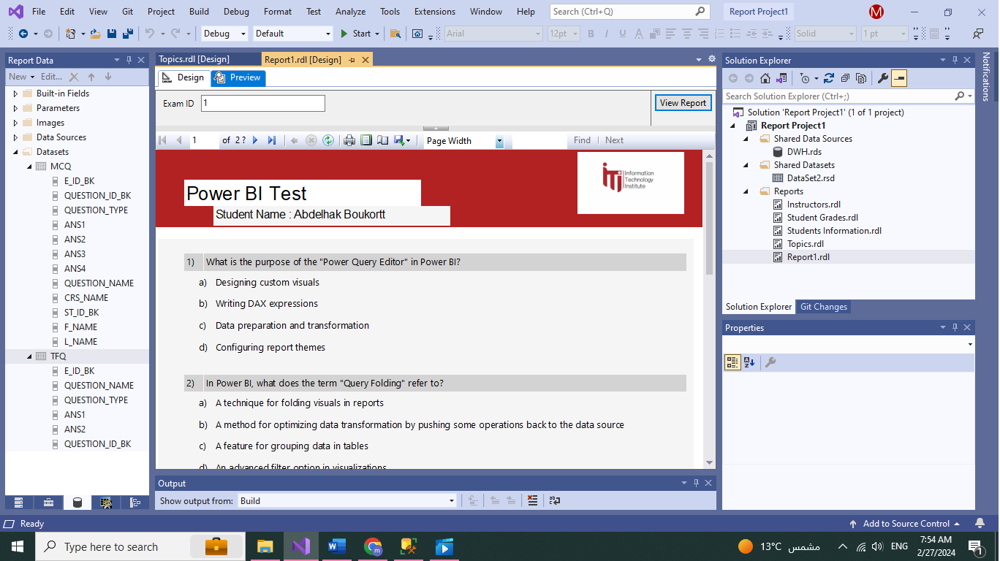 File Edit View Git Project Build Debug Format Test Analyze Tools Extensions Window Help Search (Ctrl+Q) Report Project1 M
Debug Default Start Arial 12pt B I U A Solid 1 pt
Report Data
New Edit...
Built-in Fields
Parameters
Images
Data Sources
Datasets
MCQ
E_ID_BK
QUESTION_ID_BK
QUESTION_TYPE
ANS1
ANS2
ANS3
ANS4
QUESTION_NAME
CRS_NAME
ST_ID_BK
F_NAME
L_NAME
TFQ
E_ID_BK
QUESTION_NAME
QUESTION_TYPE
ANS1
ANS2
QUESTION_ID_BK
Topics.rdl [Design] Report1.rdl [Design]
Design Preview
Exam ID 1 View Report
1 of 2 ? Page Width Find | Next
iTi Information
Technology
Institute
Power BI Test
Student Name : Abdelhak Boukortt
1) What is the purpose of the "Power Query Editor" in Power BI?
a) Designing custom visuals
b) Writing DAX expressions
c) Data preparation and transformation
d) Configuring report themes
2) In Power BI, what does the term "Query Folding" refer to?
a) A technique for folding visuals in reports
b) A method for optimizing data transformation by pushing some operations back to the data source
c) A feature for grouping data in tables
d) An advanced filter option in visualizations
Output
Show output from: Build
Solution Explorer
Search Solution Explorer (Ctrl+;)
Solution 'Report Project1' (1 of 1 project)
Report Project1
Shared Data Sources
DWH.rds
Shared Datasets
DataSet2.rsd
Reports
Instructors.rdl
Student Grades.rdl
Students Information.rdl
Topics.rdl
Report1.rdl
Solution Explorer Git Changes
Properties
Notifications
Ready Add to Source Control
Type here to search 13°C مشمس ENG 7:54 AM
2/27/2024 1